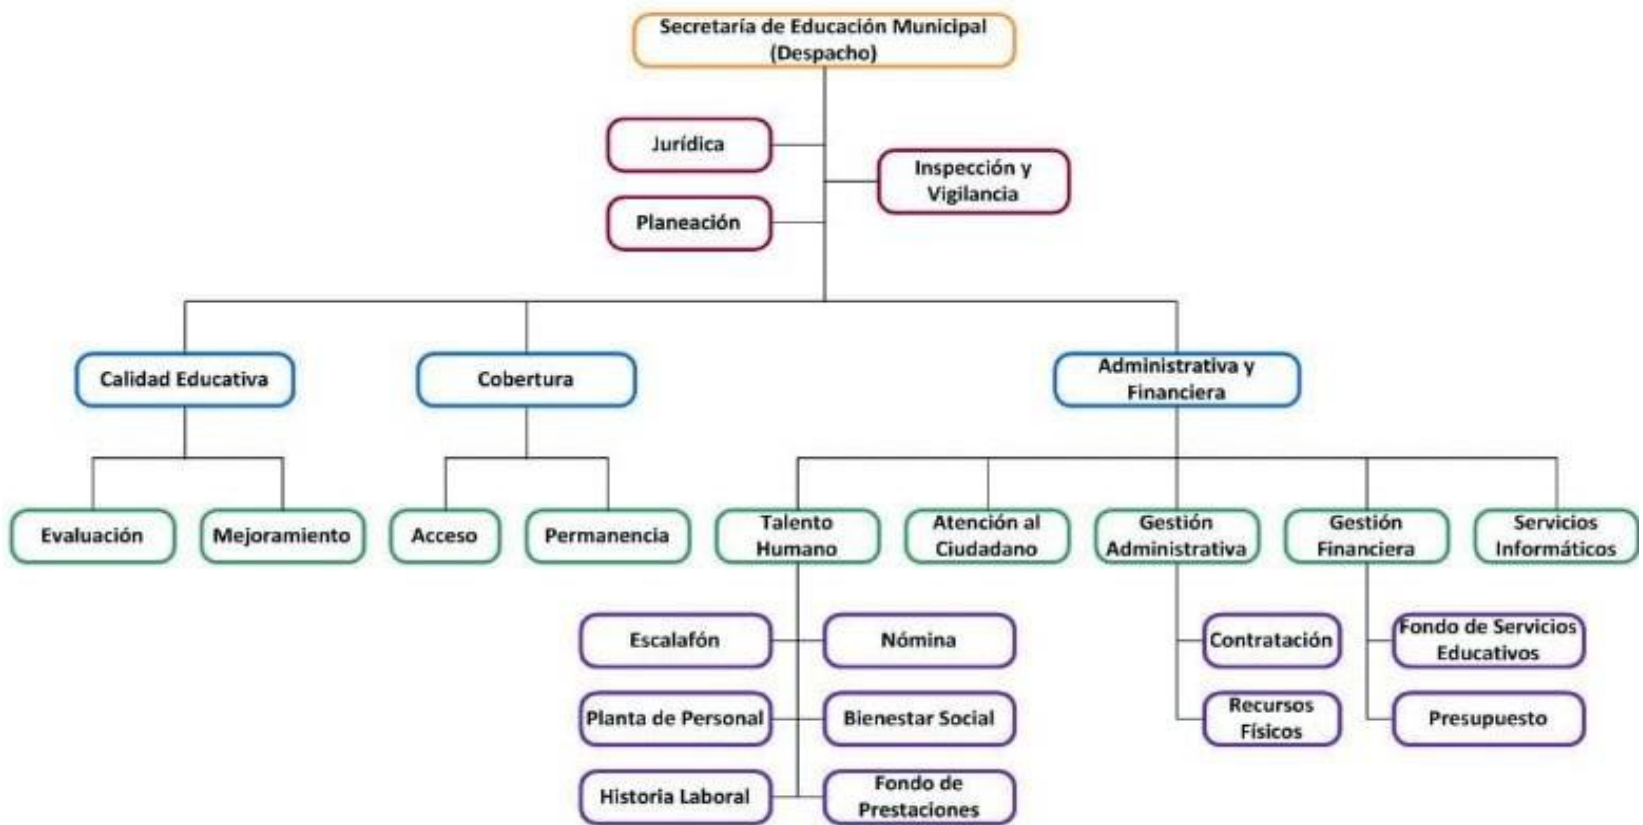 Secretaría de Educación Municipal
(Despacho)
Jurídica
Inspección y
Vigilancia
Planeación
Calidad Educativa
Cobertura
Administrativa y
Financiera
Evaluación
Mejoramiento
Acceso
Permanencia
Talento
Humano
Atención al
Ciudadano
Gestión
Administrativa
Gestión
Financiera
Servicios
Informáticos
Escalafón
Nómina
Contratación
Fondo de Servicios
Educativos
Planta de Personal
Bienestar Social
Recursos
Físicos
Presupuesto
Historia Laboral
Fondo de
Prestaciones